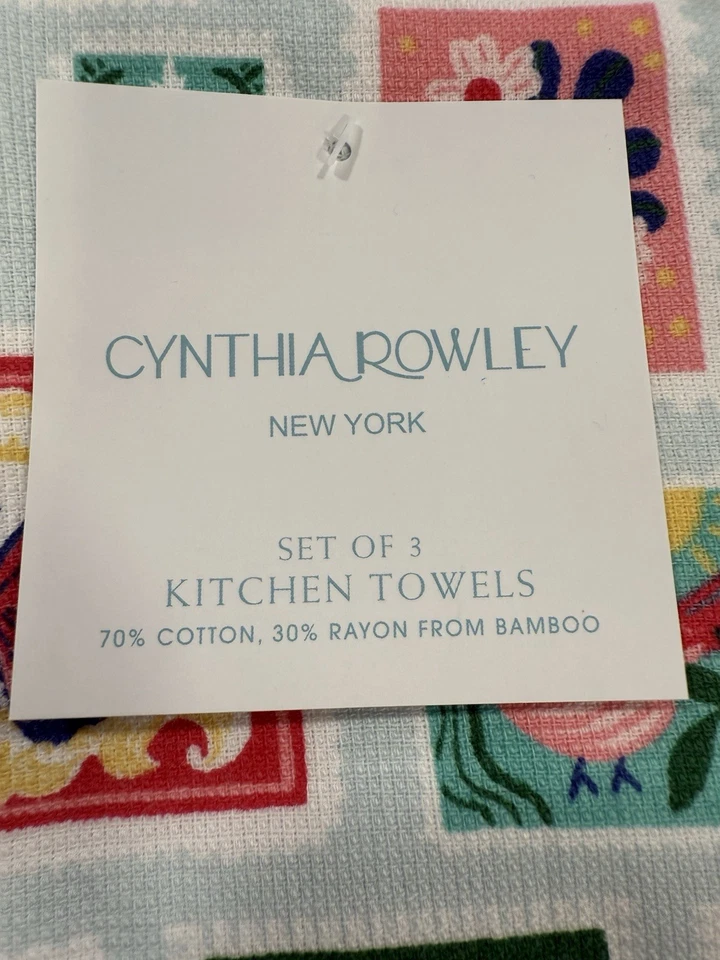 CYNTHIA ROWLEY
NEW YORK
SET OF 3
KITCHEN TOWELS
70% COTTON, 30% RAYON FROM BAMBOO